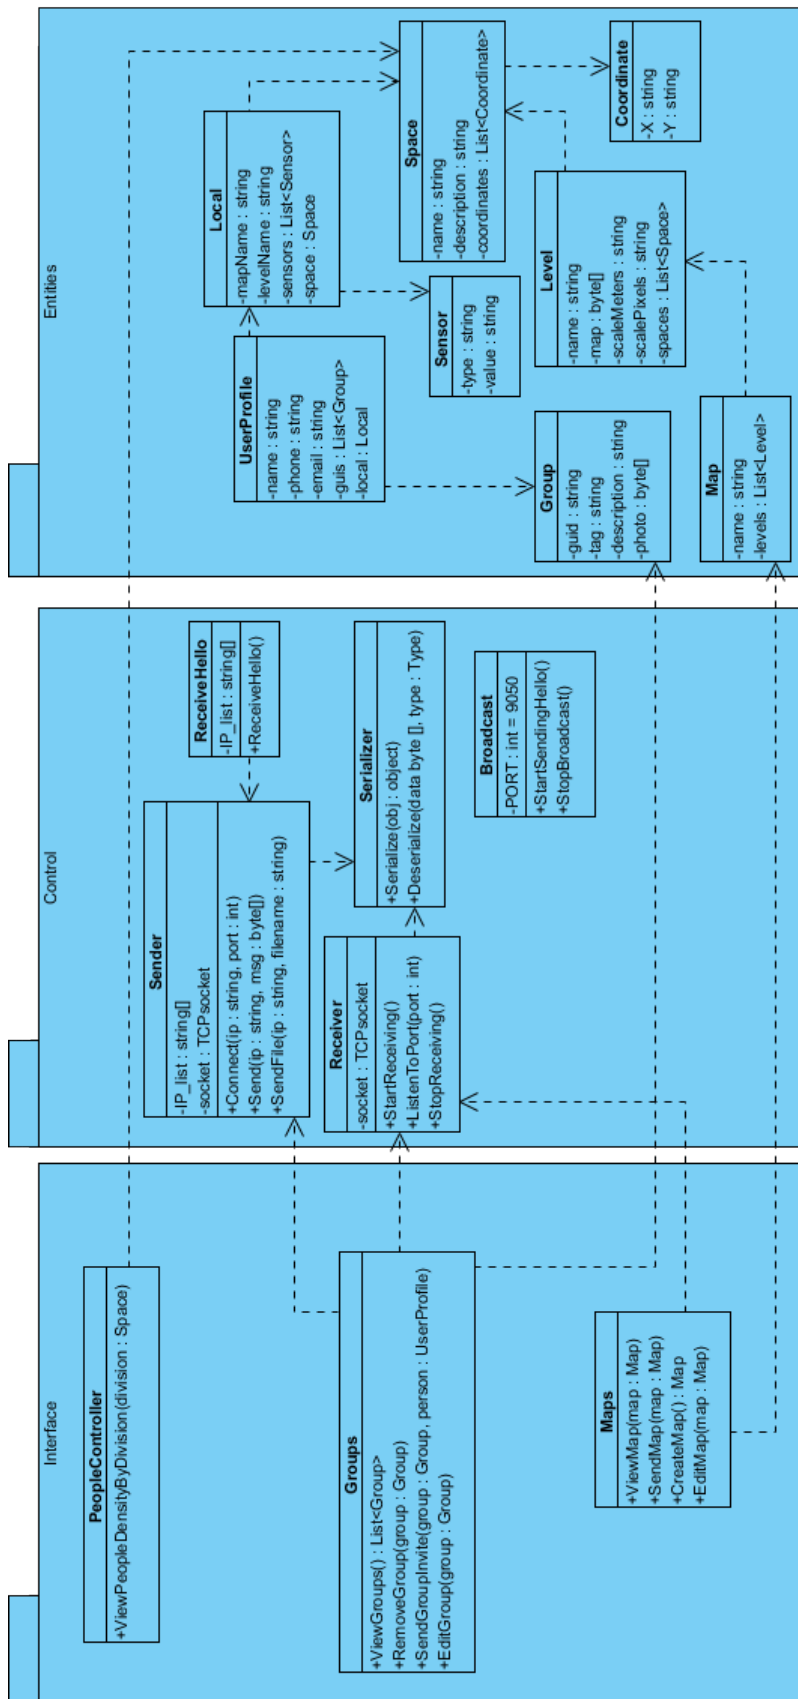 Interface
PeopleController
+ViewPeopleDensityByDivision(division : Space)
Groups
+ViewGroups() : List<Group>
+RemoveGroup(group : Group)
+SendGroupInvite(group : Group, person : UserProfile)
+EditGroup(group : Group)
Maps
+ViewMap(map : Map)
+SendMap(map : Map)
+CreateMap() : Map
+EditMap(map : Map)
Control
Sender
-IP_list : string[]
-socket : TCPsocket
+Connect(ip : string, port : int)
+Send(ip : string, msg : byte[])
+SendFile(ip : string, filename : string)
ReceiveHello
-IP_list : string[]
+ReceiveHello()
Receiver
-socket : TCPsocket
+StartReceiving()
+ListenToPort(port : int)
+StopReceiving()
Serializer
+Serialize(obj : object)
+Deserialize(data byte [], type : Type)
Broadcast
-PORT : int = 9050
+StartSendingHello()
+StopBroadcast()
Entities
Local
-mapName : string
-levelName : string
-sensors : List<Sensor>
-space : Space
UserProfile
-name : string
-phone : string
-email : string
-guis : List<Group>
-local : Local
Space
-name : string
-description : string
-coordinates : List<Coordinate>
Coordinate
-X : string
-Y : string
Sensor
-type : string
-value : string
Level
-name : string
-map : byte[]
-scaleMeters : string
-scalePixels : string
-spaces : List<Space>
Group
-guid : string
-tag : string
-description : string
-photo : byte[]
Map
-name : string
-levels : List<Level>